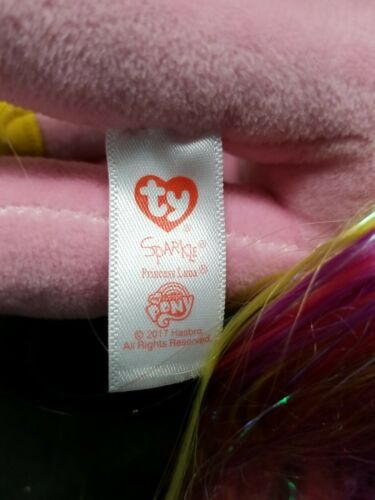 ty®
SPARKLE®
Princess Luna®
My Little
PONY
© 2017 Hasbro.
All Rights Reserved.